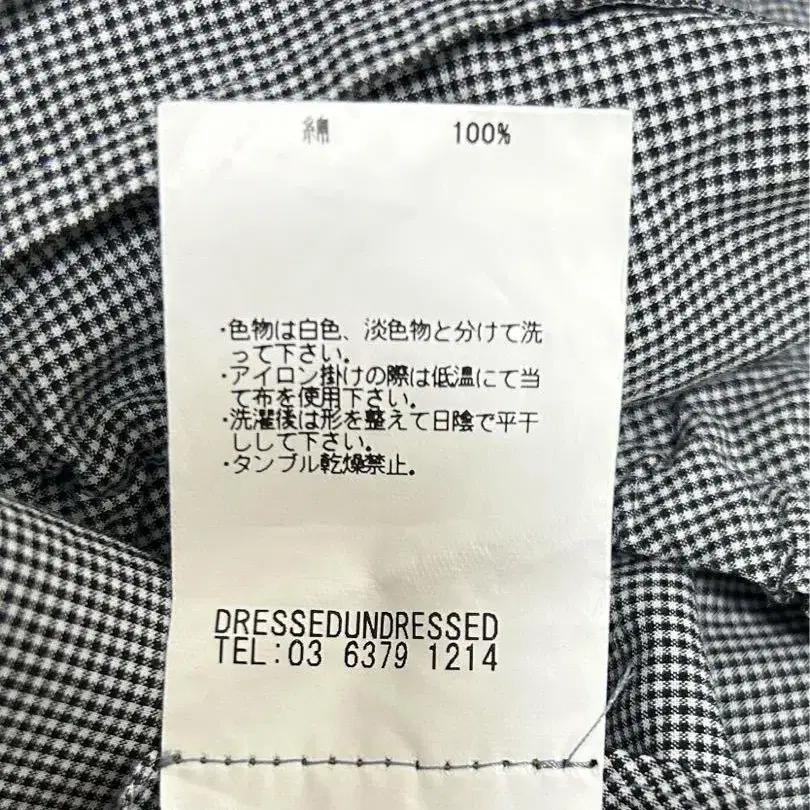 綿 100%
・色物は白色、淡色物と分けて洗
って下さい。
・アイロン掛けの際は低温にて当
て布を使用下さい。
・洗濯後は形を整えて日陰で平干
ししてて下さい。
・タンブル乾燥禁止。
DRESSEDUNDRESSED
TEL:03 6379 1214